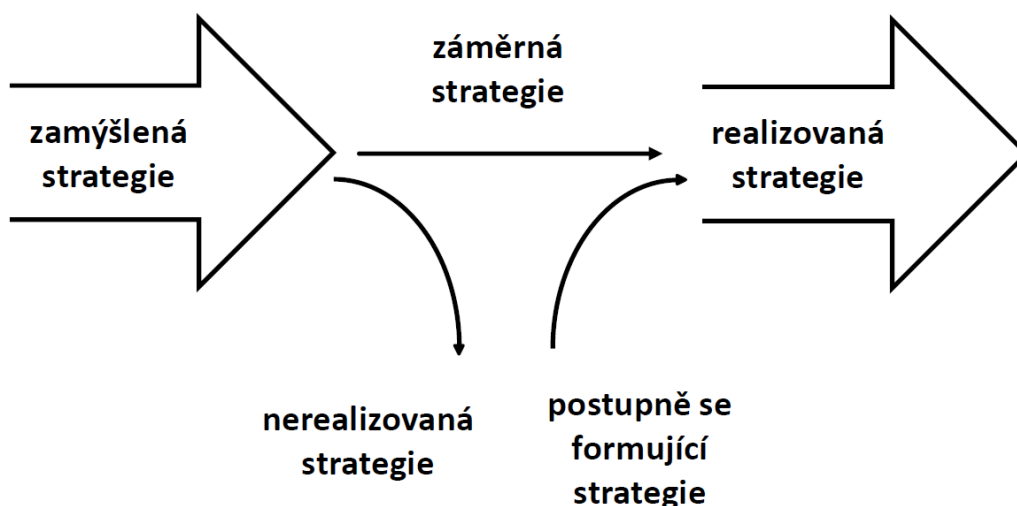 záměrná
strategie
zamýšlená
strategie
realizovaná
strategie
nerealizovaná
strategie
postupně se
formující
strategie